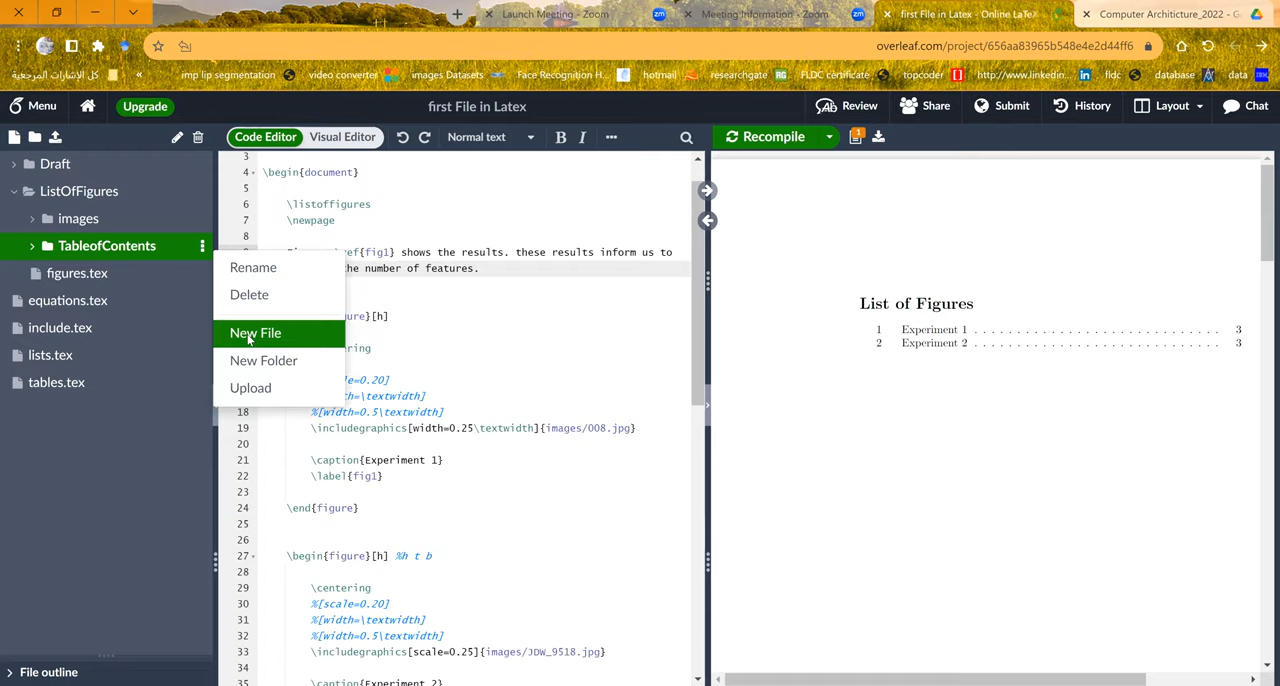 Launch Meeting - Zoom
Meeting Information - Zoom
first File in Latex - Online LaTe
Computer Architicture_2022 - G
overleaf.com/project/656aa83965b548e4e2d44ff6
كل الإشارات المرجعية
«
imp lip segmentation
video converter
images Datasets
Face Recognition H...
hotmail
researchgate
FLDC certificate
topcoder
http://www.linkedin...
fldc
database
data
Menu
Upgrade
first File in Latex
Review
Share
Submit
History
Layout
Chat
Code Editor
Visual Editor
Normal text
B
I
Recompile
1
Draft
ListOfFigures
images
TableofContents
figures.tex
equations.tex
include.tex
lists.tex
tables.tex
File outline
Rename
Delete
New File
New Folder
Upload
3
4 \begin{document}
5
6 \listoffigures
7 \newpage
8
ref{fig1} shows the results. these results inform us to
the number of features.
ure}[h]
ring
le=0.20]
th=\textwidth]
18 %[width=0.5\textwidth]
19 \includegraphics[width=0.25\textwidth]{images/008.jpg}
20
21 \caption{Experiment 1}
22 \label{fig1}
23
24 \end{figure}
25
26
27 \begin{figure}[h] %h t b
28
29 \centering
30 %[scale=0.20]
31 %[width=\textwidth]
32 %[width=0.5\textwidth]
33 \includegraphics[scale=0.25]{images/JDW_9518.jpg}
34
35 \caption{Experiment 2}
List of Figures
1 Experiment 1 . . . . . . . . . . . . . . . . . . . . . . . . . . . . 3
2 Experiment 2 . . . . . . . . . . . . . . . . . . . . . . . . . . . . 3